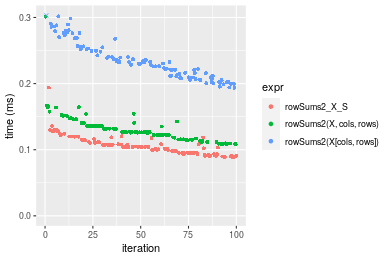 0.3
0.2
0.1
0.0
time (ms)
0
25
50
75
100
iteration
expr
rowSums2_X_S
rowSums2(X, cols, rows)
rowSums2(X[cols, rows])